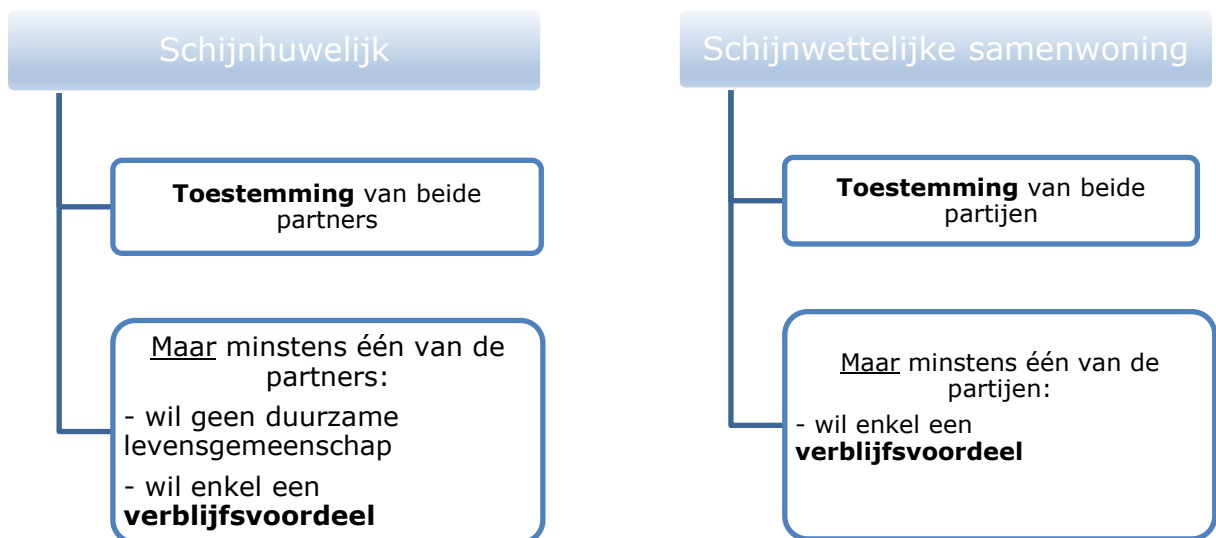 Schijnhuwelijk
Toestemming van beide
partners
Maar minstens één van de
partners:
- wil geen duurzame
levensgemeenschap
- wil enkel een
verblijfsvoordeel
Schijnwettelijke samenwoning
Toestemming van beide
partijen
Maar minstens één van de
partijen:
- wil enkel een
verblijfsvoordeel